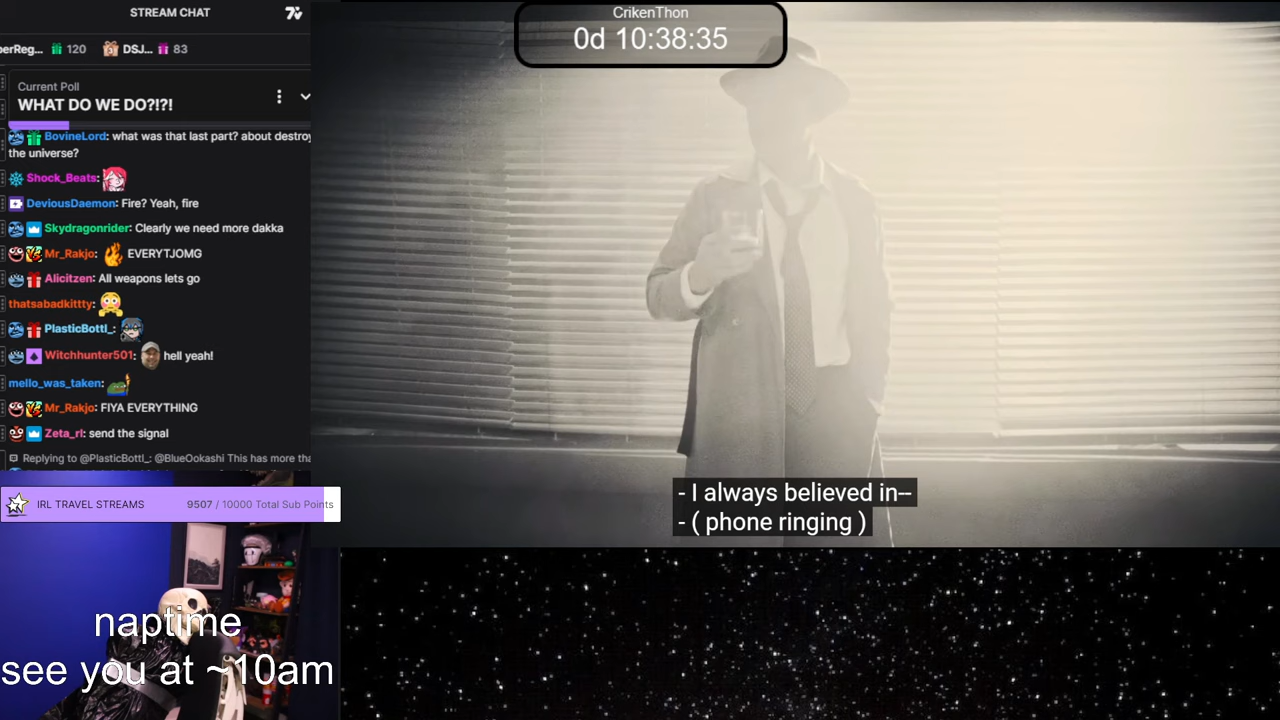 STREAM CHAT
CrikenThon
0d 10:38:35
perReg... 120 DSJ... 83
Current Poll
WHAT DO WE DO?!?!
BovineLord: what was that last part? about destroy
the universe?
Shock_Beats:
DeviousDaemon: Fire? Yeah, fire
Skydragonrider: Clearly we need more dakka
Mr_Rakjo: EVERYTJOMG
Alicitzen: All weapons lets go
thatsabadkittty:
PlasticBottl_:
Witchhunter501: hell yeah!
mello_was_taken:
Mr_Rakjo: FIYA EVERYTHING
Zeta_rl: send the signal
Replying to @PlasticBottl_: @BlueOokashi This has more tha
IRL TRAVEL STREAMS 9507 / 10000 Total Sub Points
- I always believed in--
- ( phone ringing )
naptime
see you at ~10am